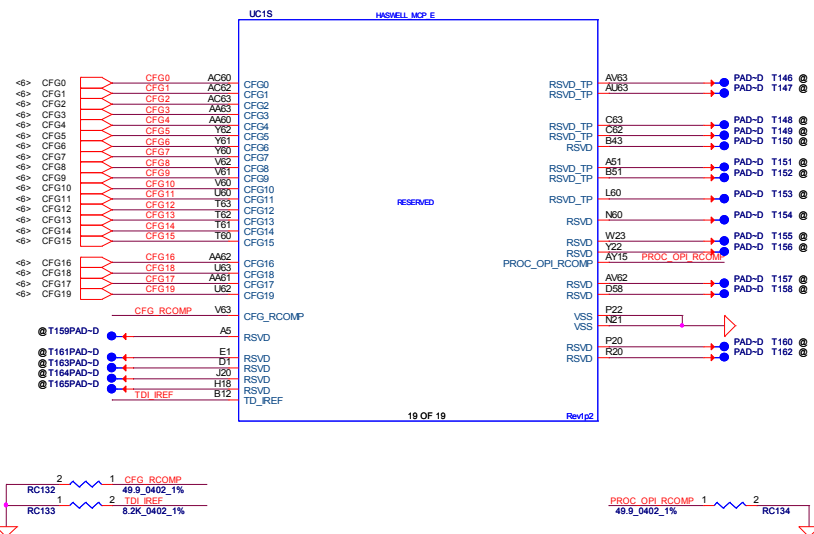 UC1S HASWELL_MCP_E
<6> CFG0 CFG0 AC60 CFG0
<6> CFG1 CFG1 AC62 CFG1
<6> CFG2 CFG2 AC63 CFG2
<6> CFG3 CFG3 AA63 CFG3
<6> CFG4 CFG4 AA60 CFG4
<6> CFG5 CFG5 Y62 CFG5
<6> CFG6 CFG6 Y61 CFG6
<6> CFG7 CFG7 Y60 CFG7
<6> CFG8 CFG8 V62 CFG8
<6> CFG9 CFG9 V61 CFG9
<6> CFG10 CFG10 V60 CFG10
<6> CFG11 CFG11 U60 CFG11
<6> CFG12 CFG12 T63 CFG12
<6> CFG13 CFG13 T62 CFG13
<6> CFG14 CFG14 T61 CFG14
<6> CFG15 CFG15 T60 CFG15
<6> CFG16 CFG16 AA62 CFG16
<6> CFG18 CFG18 U63 CFG18
<6> CFG17 CFG17 AA61 CFG17
<6> CFG19 CFG19 U62 CFG19
CFG_RCOMP V63 CFG_RCOMP
@T159PAD~D A5 RSVD
@T161PAD~D E1 RSVD
@T163PAD~D D1 RSVD
@T164PAD~D J20 RSVD
@T165PAD~D H18 RSVD
TDI_IREF B12 TD_IREF
RESERVED
RSVD_TP AV63 PAD~D T146 @
RSVD_TP AU63 PAD~D T147 @
RSVD_TP C63 PAD~D T148 @
RSVD_TP C62 PAD~D T149 @
RSVD B43 PAD~D T150 @
RSVD_TP A51 PAD~D T151 @
RSVD_TP B51 PAD~D T152 @
RSVD_TP L60 PAD~D T153 @
RSVD N60 PAD~D T154 @
RSVD W23 PAD~D T155 @
RSVD Y22 PAD~D T156 @
PROC_OPI_RCOMP AY15 PROC_OPI_RCOMP
RSVD AV62 PAD~D T157 @
RSVD D58 PAD~D T158 @
VSS P22
VSS N21
RSVD P20 PAD~D T160 @
RSVD R20 PAD~D T162 @
19 OF 19 Rev1p2
2 1 CFG_RCOMP
RC132 49.9_0402_1%
1 2 TDI_IREF
RC133 8.2K_0402_1%
PROC_OPI_RCOMP 1 2
49.9_0402_1% RC134